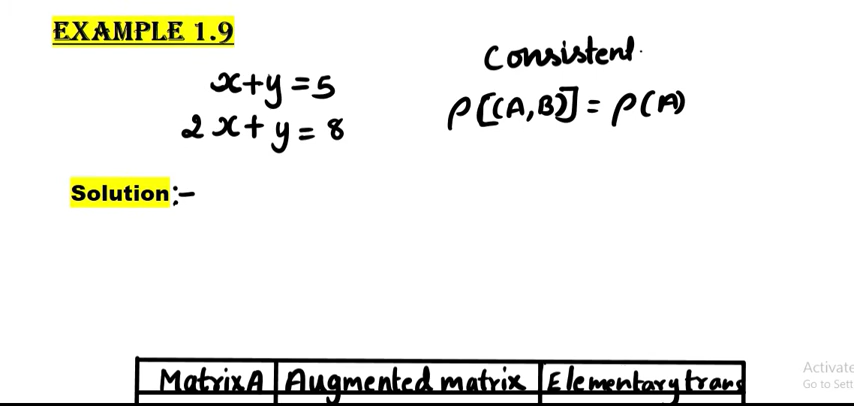 EXAMPLE 1.9
Consistent.
x+y=5
ρ[(A,B)] = ρ(A)
2x+y=8
Solution:-
Matrix A Augmented matrix Elementary trans
Activate
Go to Sett